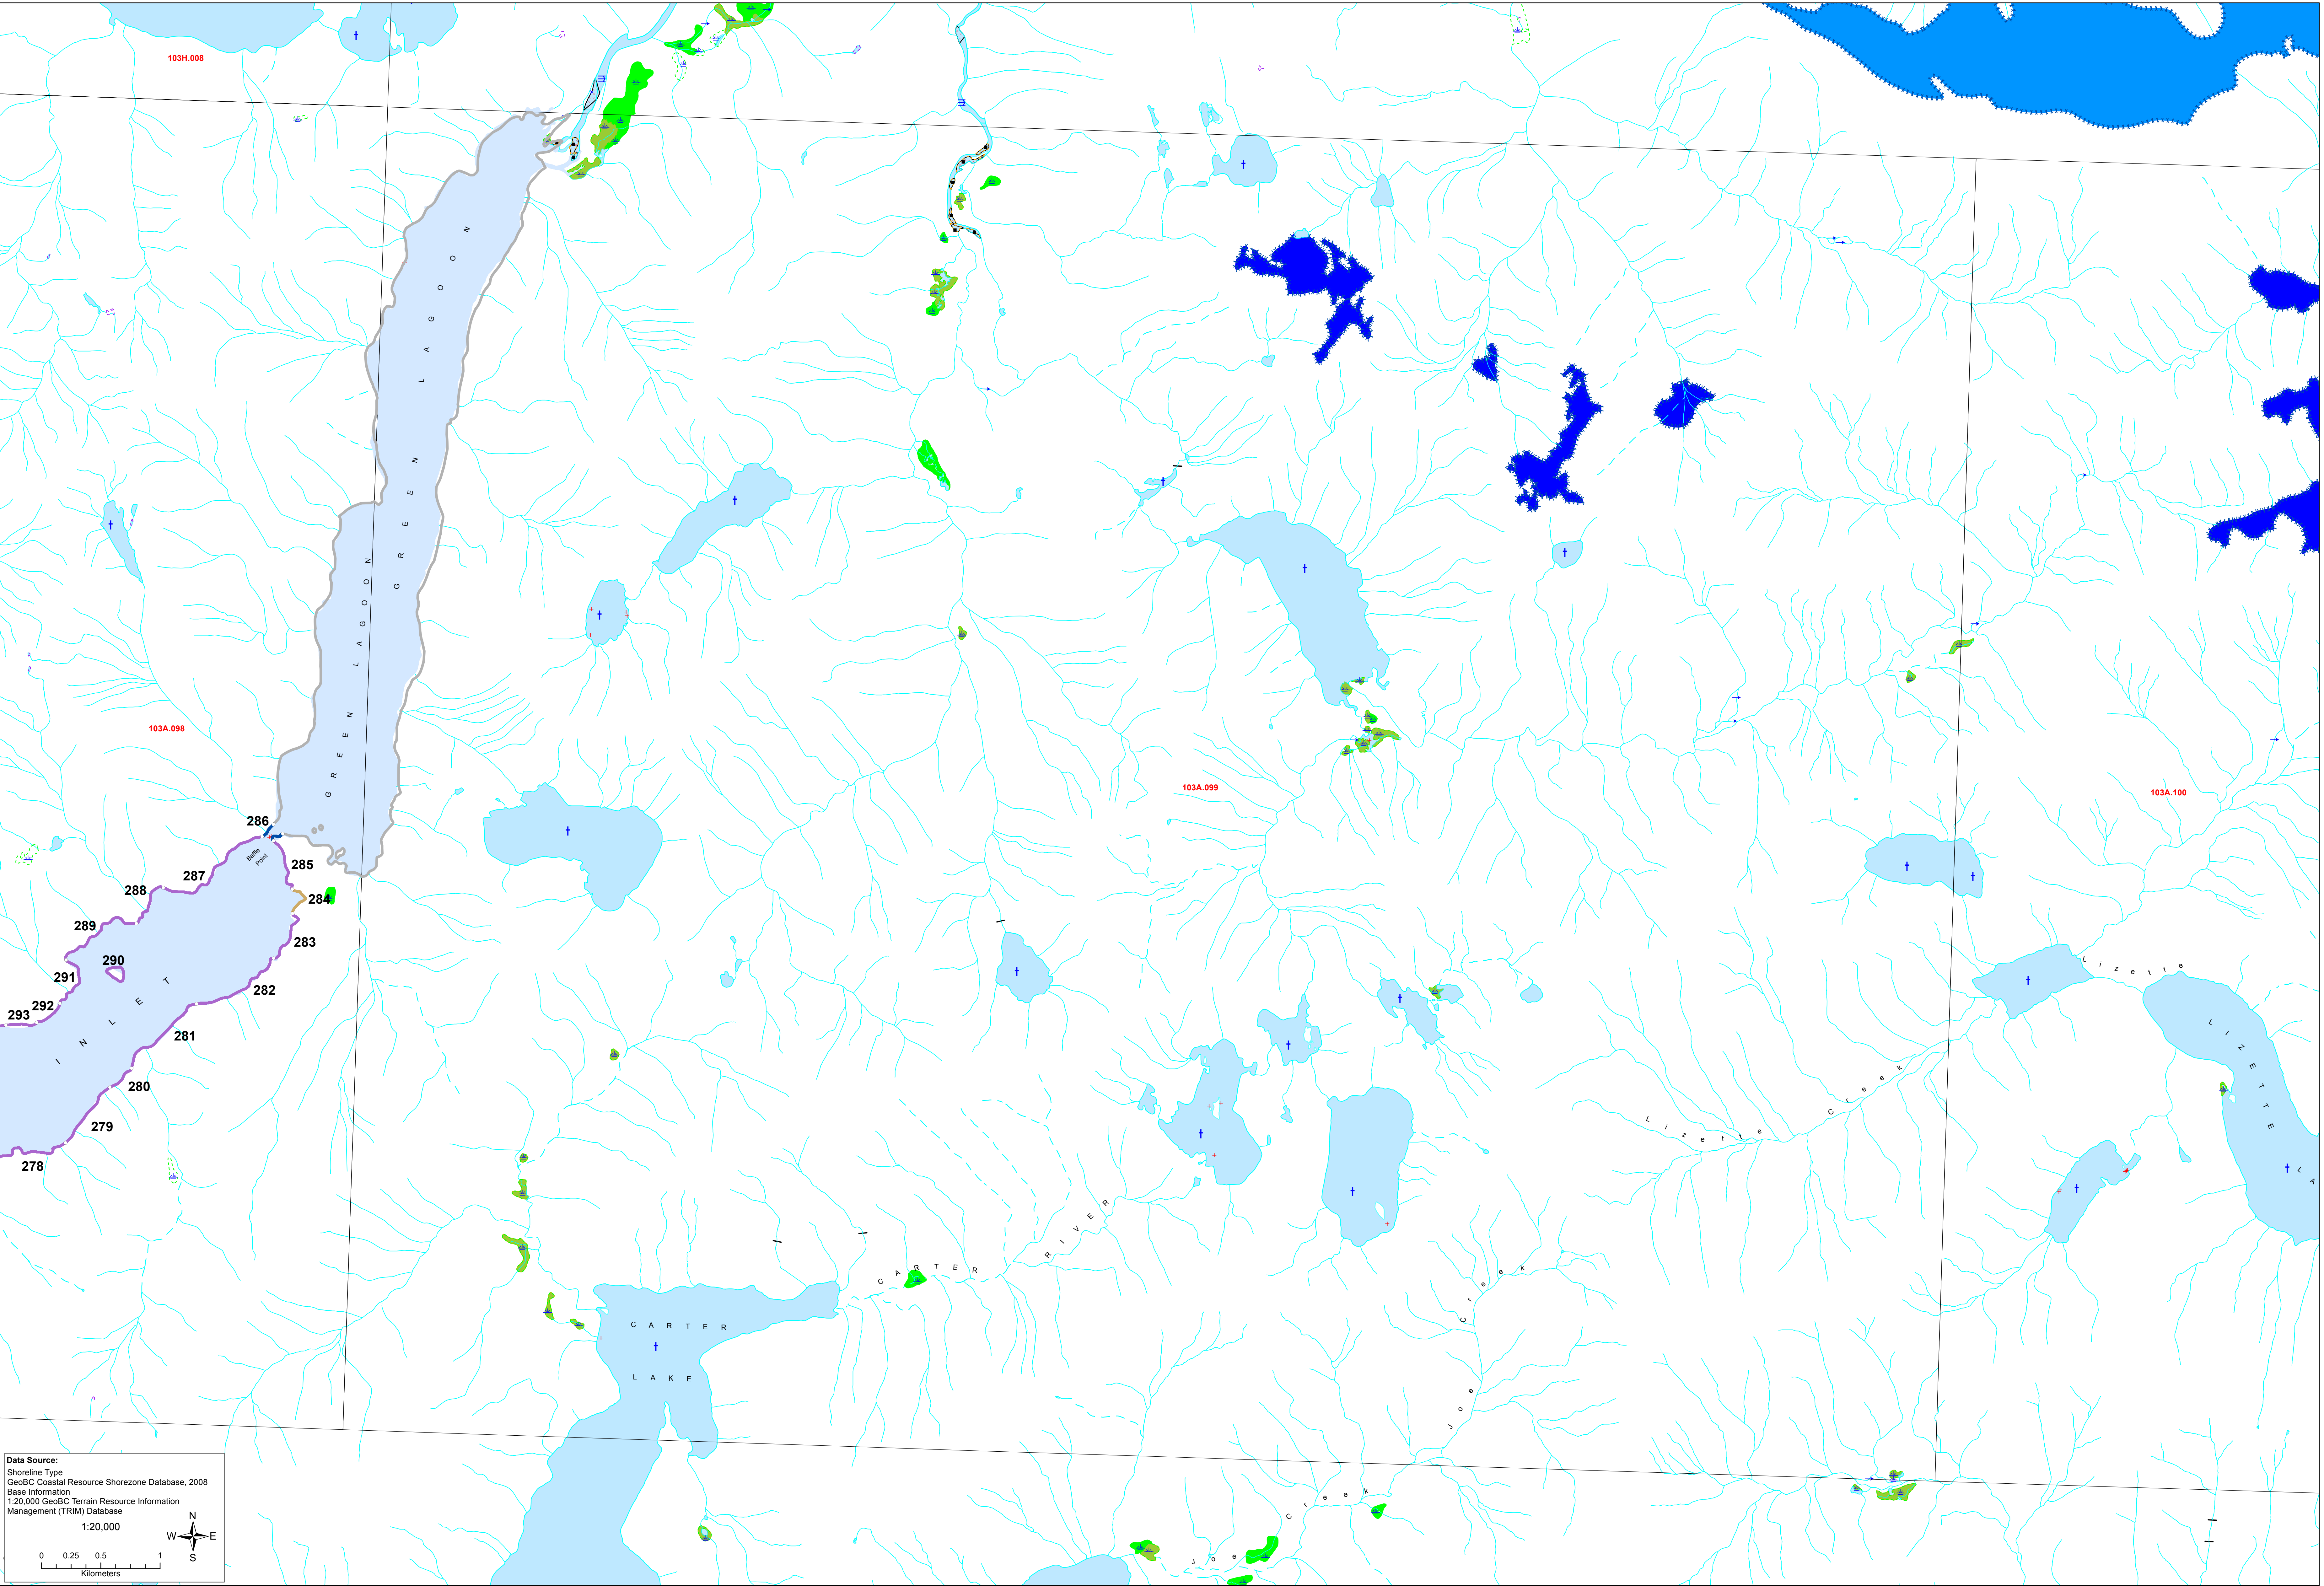 103H.008
GREEN LAGOON
GREEN LAGOON
103A.098
103A.099
103A.100
286
Baffle
Point
285
287
288
284
289
283
290
291
282
292
293
281
INLET
280
279
278
Lizette
LIZETTE
LA
Lizette Creek
CARTER RIVER
CARTER
LAKE
Joe Creek
Joe Creek
Data Source:
Shoreline Type
GeoBC Coastal Resource Shorezone Database, 2008
Base Information
1:20,000 GeoBC Terrain Resource Information
Management (TRIM) Database
1:20,000
N
W E
S
0 0.25 0.5 1
Kilometers